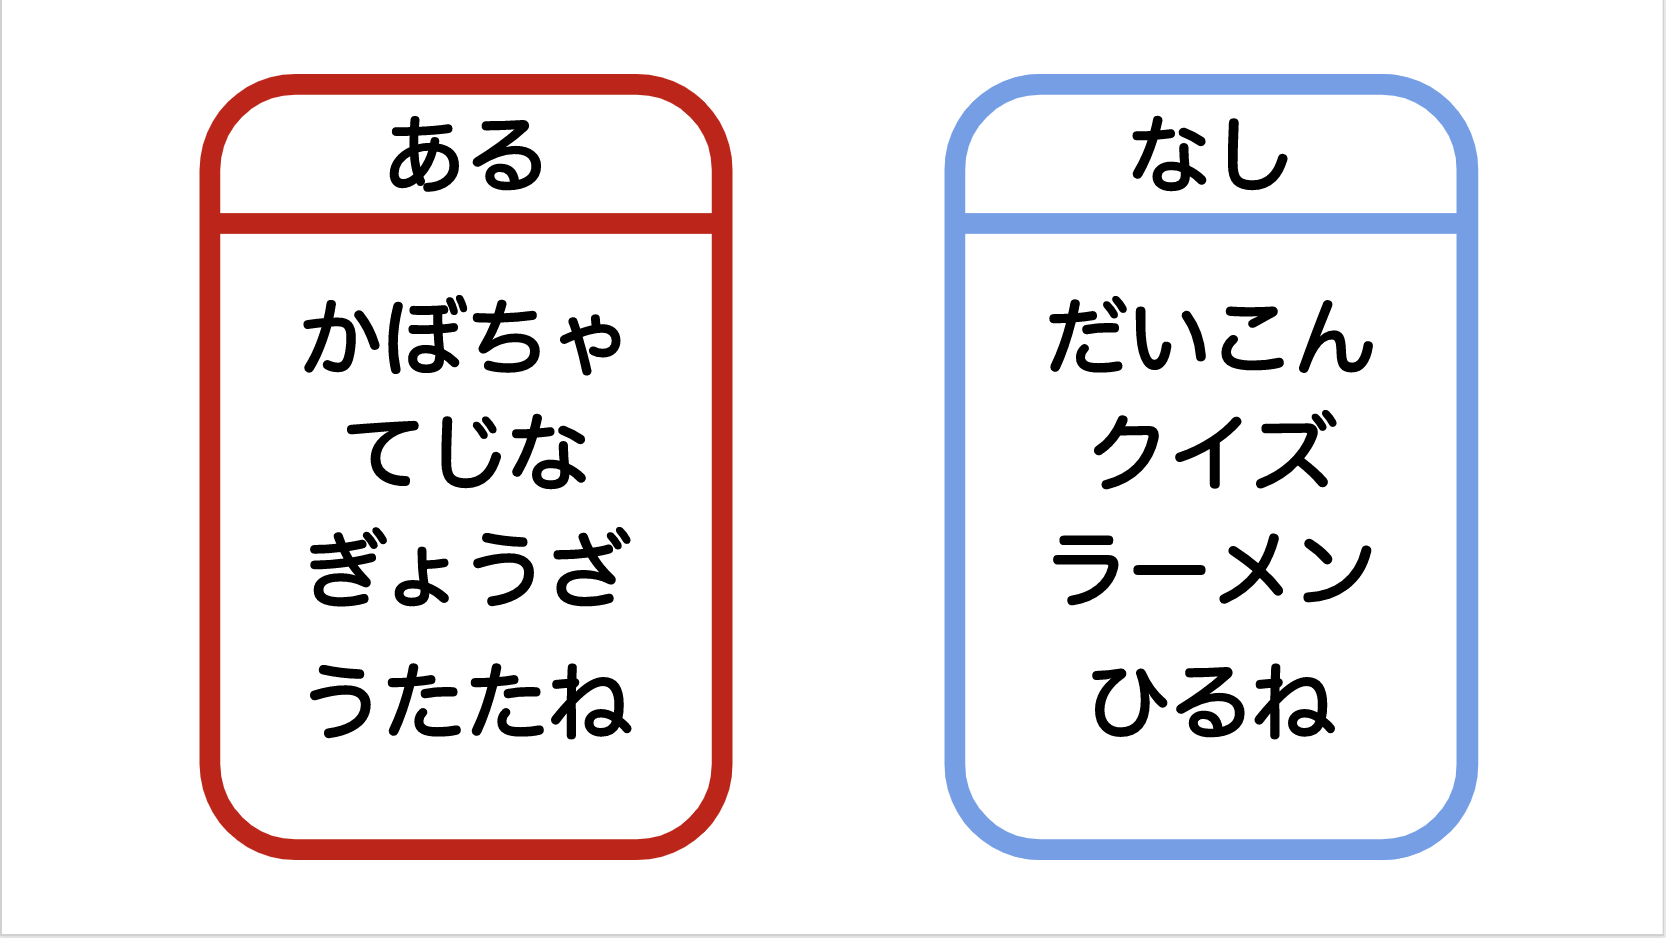 ある
かぼちゃ
てじな
ぎょうざ
うたたね
なし
だいこん
クイズ
ラーメン
ひるね